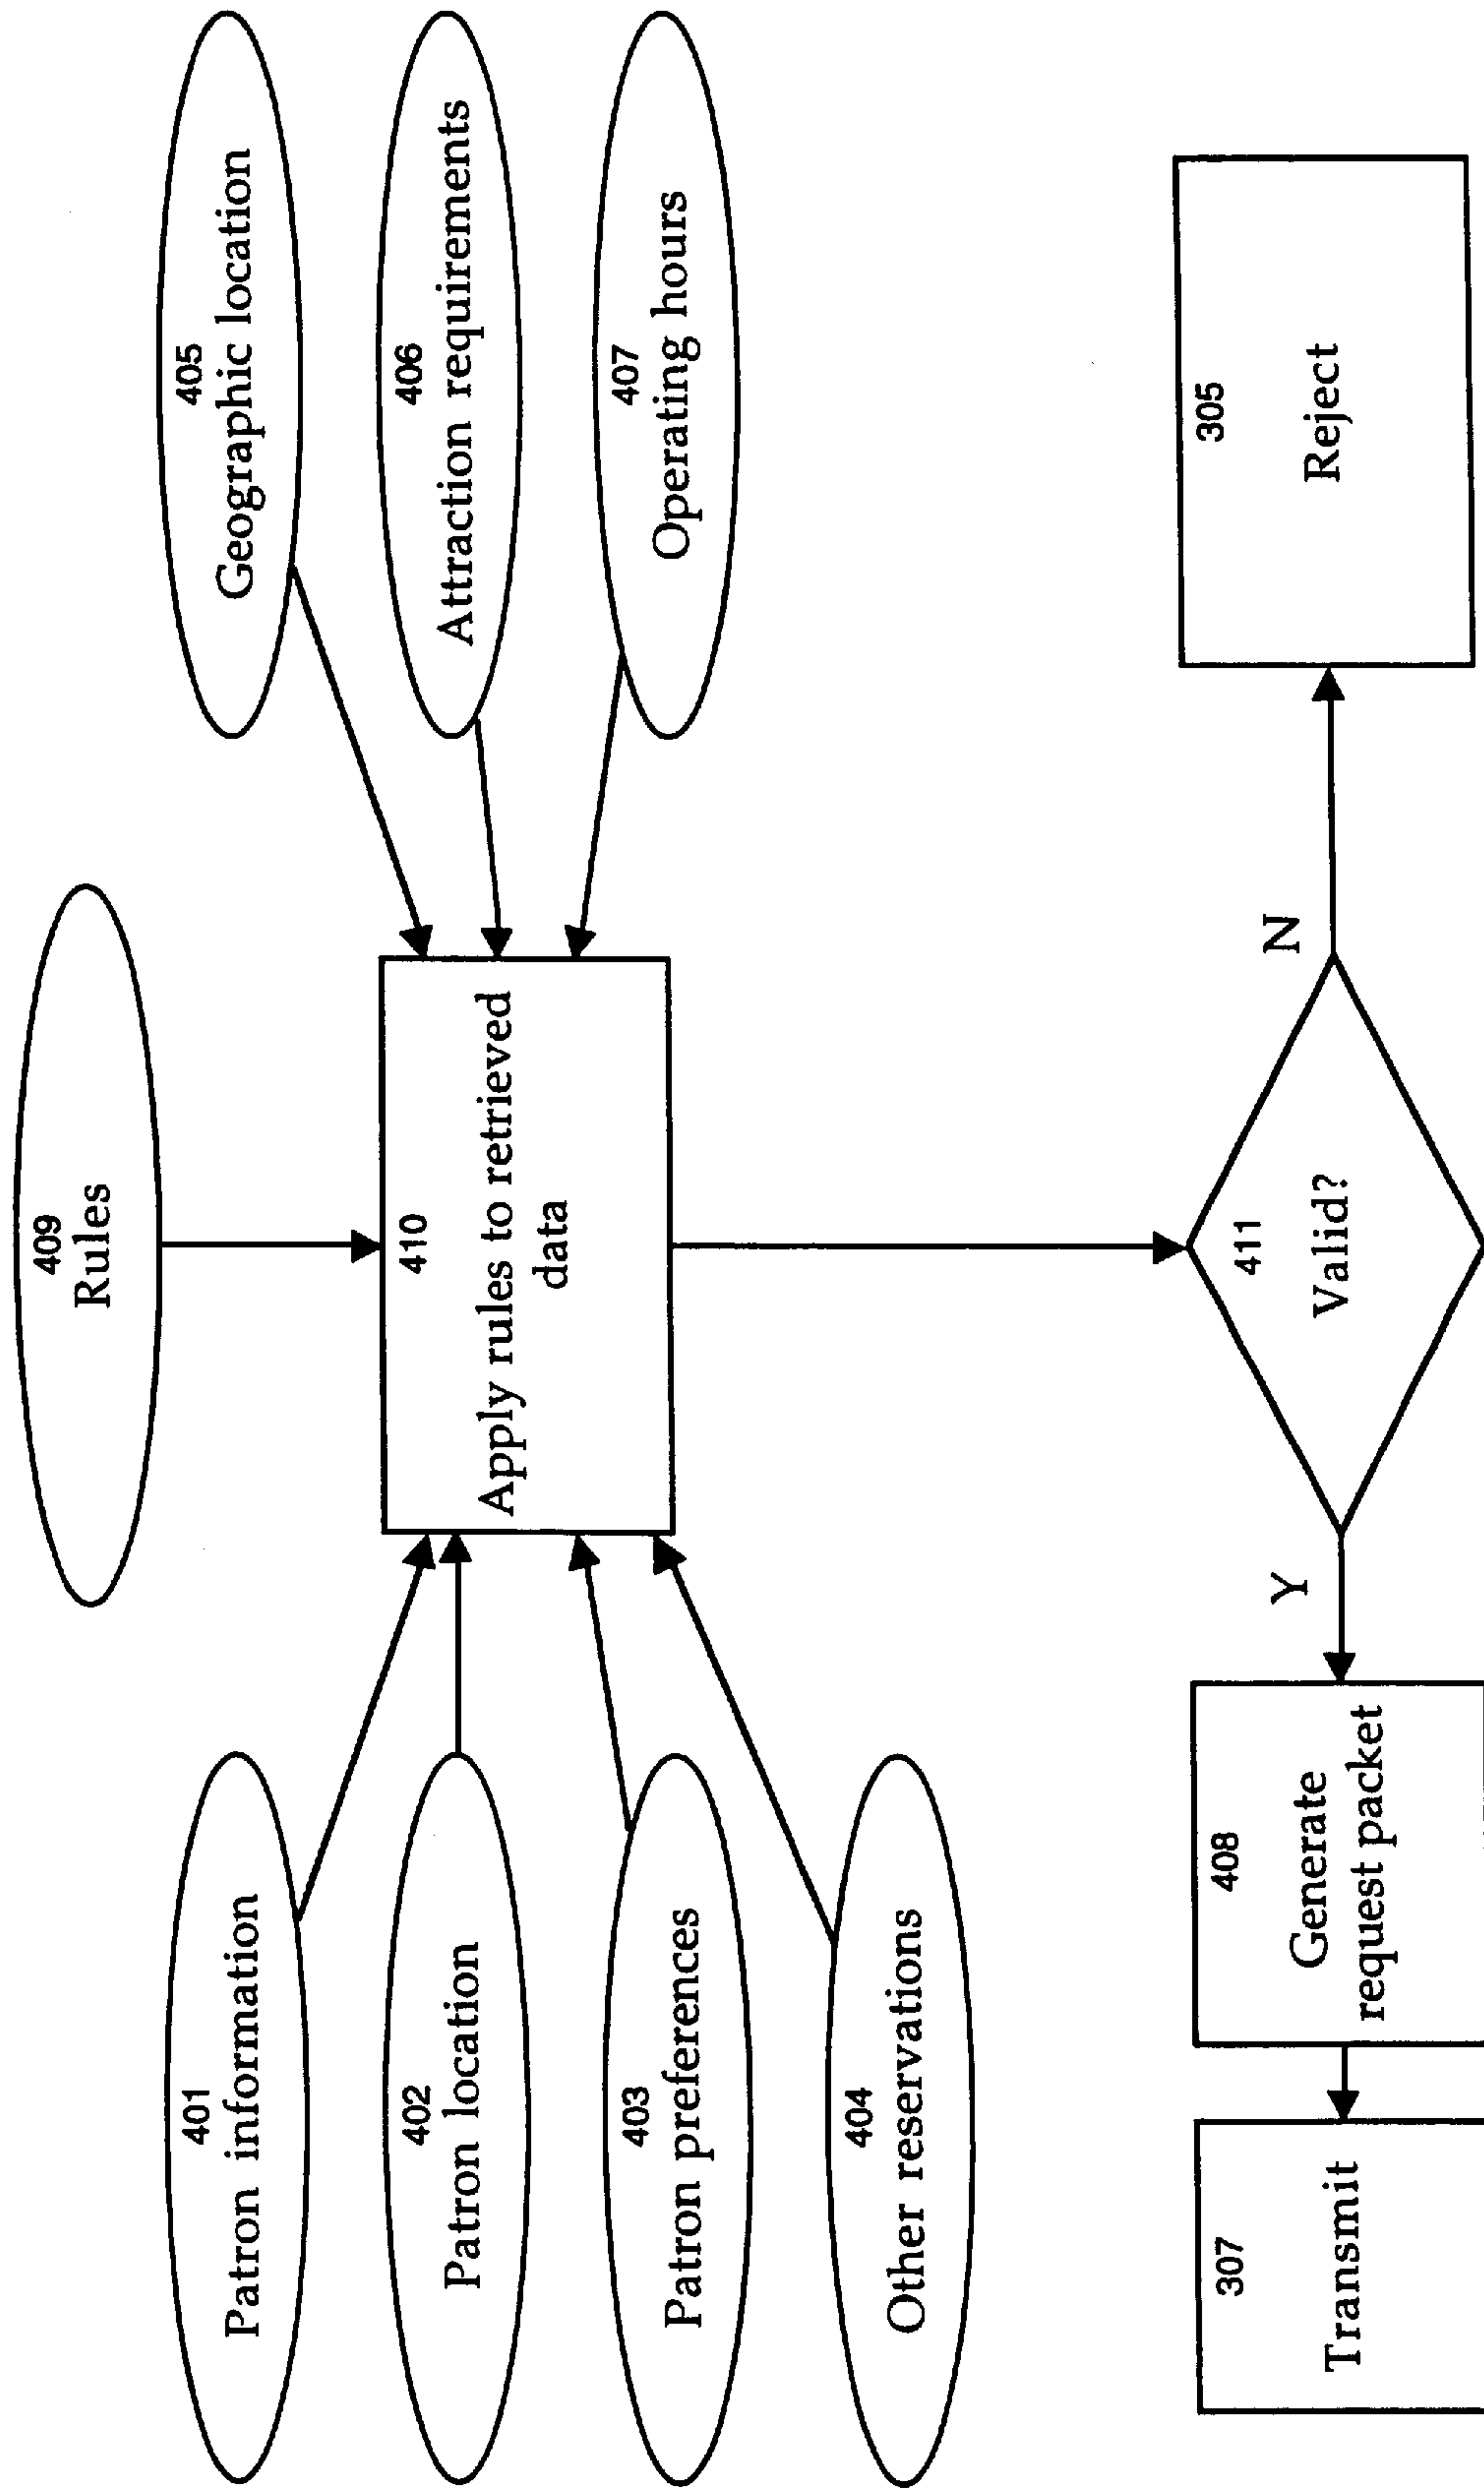 409
Rules
401
Patron information
402
Patron location
403
Patron preferences
404
Other reservations
410
Apply rules to retrieved
data
405
Geographic location
406
Attraction requirements
407
Operating hours
307
Transmit
408
Generate
request packet
Y
411
Valid?
N
305
Reject